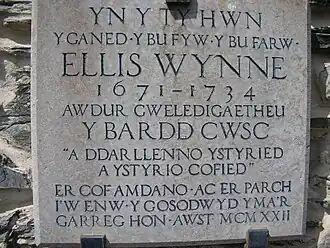 YN Y TŶ HWN
Y GANED · Y BU FYW · Y BU FARW ·
ELLIS WYNNE
1671-1734
AWDUR GWELEDIGAETHEU
Y BARDD CWSC
"A DDARLLENNO YSTYRIED
A YSTYRIO COFIED"
ER COF AMDANO · AC ER PARCH
I'W ENW · Y GOSODWYD Y MA'R
GARREG HON · AWST MCMXXII